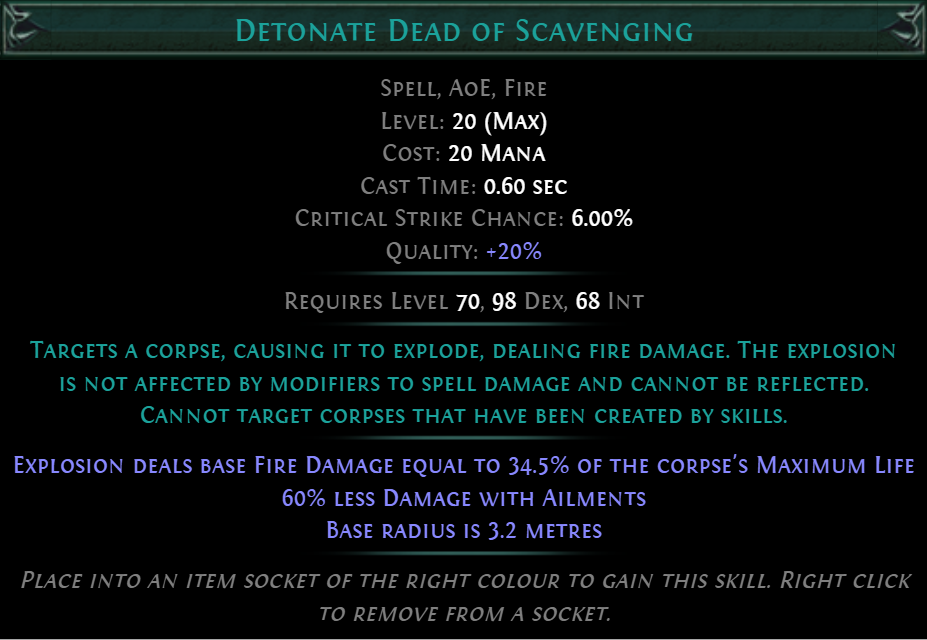 Detonate Dead of Scavenging
Spell, AoE, Fire
Level: 20 (Max)
Cost: 20 Mana
Cast Time: 0.60 sec
Critical Strike Chance: 6.00%
Quality: +20%
Requires Level 70, 98 Dex, 68 Int
Targets a corpse, causing it to explode, dealing fire damage. The explosion
is not affected by modifiers to spell damage and cannot be reflected.
Cannot target corpses that have been created by skills.
Explosion deals base Fire Damage equal to 34.5% of the corpse's Maximum Life
60% less Damage with Ailments
Base radius is 3.2 metres
Place into an item socket of the right colour to gain this skill. Right click
to remove from a socket.